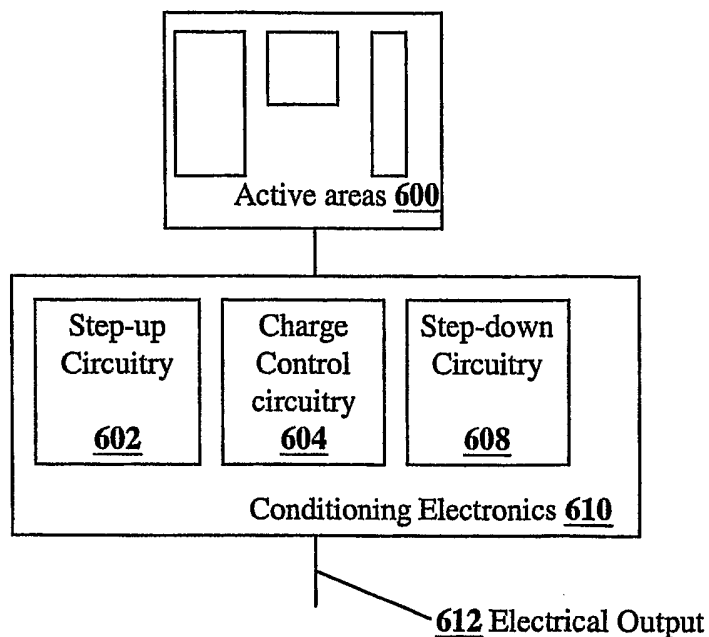 Active areas 600
Step-up
Circuitry
602
Charge
Control
circuitry
604
Step-down
Circuitry
608
Conditioning Electronics 610
612 Electrical Output